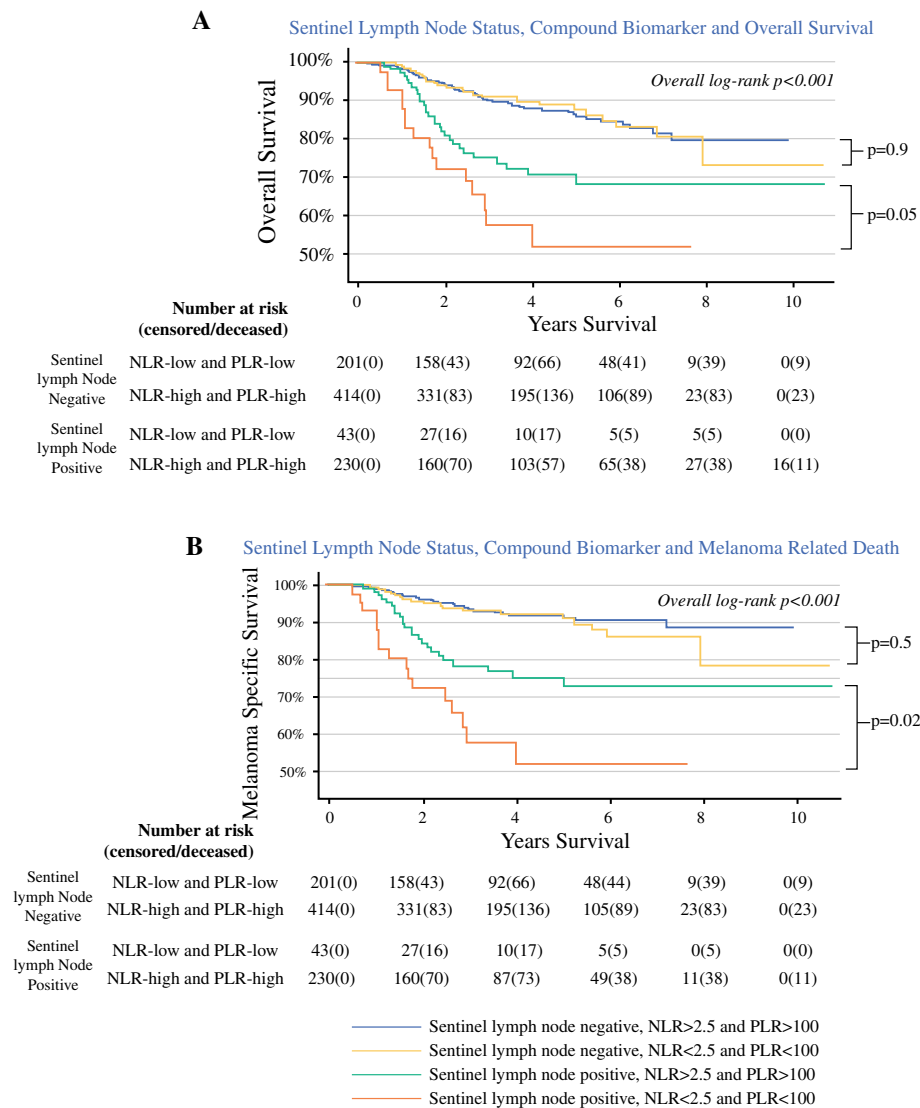 A
Sentinel Lymph Node Status, Compound Biomarker and Overall Survival
100%
90%
80%
70%
60%
50%
Overall Survival
Overall log-rank p<0.001
p=0.9
p=0.05
0 2 4 6 8 10
Years Survival
Number at risk
(censored/deceased)
Sentinel
lymph Node
Negative
NLR-low and PLR-low 201(0) 158(43) 92(66) 48(41) 9(39) 0(9)
NLR-high and PLR-high 414(0) 331(83) 195(136) 106(89) 23(83) 0(23)
Sentinel
lymph Node
Positive
NLR-low and PLR-low 43(0) 27(16) 10(17) 5(5) 5(5) 0(0)
NLR-high and PLR-high 230(0) 160(70) 103(57) 65(38) 27(38) 16(11)
B
Sentinel Lymph Node Status, Compound Biomarker and Melanoma Related Death
100%
90%
80%
70%
60%
50%
Melanoma Specific Survival
Overall log-rank p<0.001
p=0.5
p=0.02
0 2 4 6 8 10
Years Survival
Number at risk
(censored/deceased)
Sentinel
lymph Node
Negative
NLR-low and PLR-low 201(0) 158(43) 92(66) 48(44) 9(39) 0(9)
NLR-high and PLR-high 414(0) 331(83) 195(136) 105(89) 23(83) 0(23)
Sentinel
lymph Node
Positive
NLR-low and PLR-low 43(0) 27(16) 10(17) 5(5) 0(5) 0(0)
NLR-high and PLR-high 230(0) 160(70) 87(73) 49(38) 11(38) 0(11)
Sentinel lymph node negative, NLR>2.5 and PLR>100
Sentinel lymph node negative, NLR<2.5 and PLR<100
Sentinel lymph node positive, NLR>2.5 and PLR>100
Sentinel lymph node positive, NLR<2.5 and PLR<100